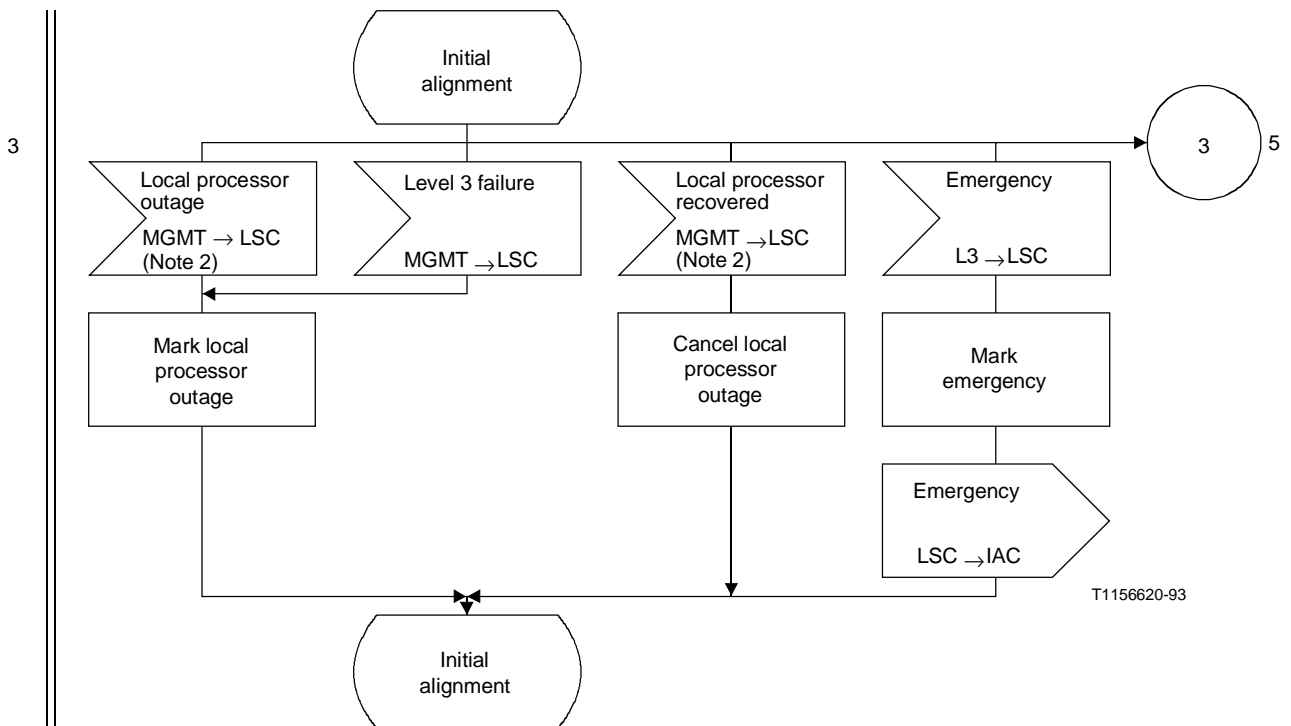 Initial
alignment
3
3
5
Local processor
outage
MGMT → LSC
(Note 2)
Level 3 failure
MGMT → LSC
Local processor
recovered
MGMT → LSC
(Note 2)
Emergency
L3 → LSC
Mark local
processor
outage
Cancel local
processor
outage
Mark
emergency
Emergency
LSC → IAC
T1156620-93
Initial
alignment